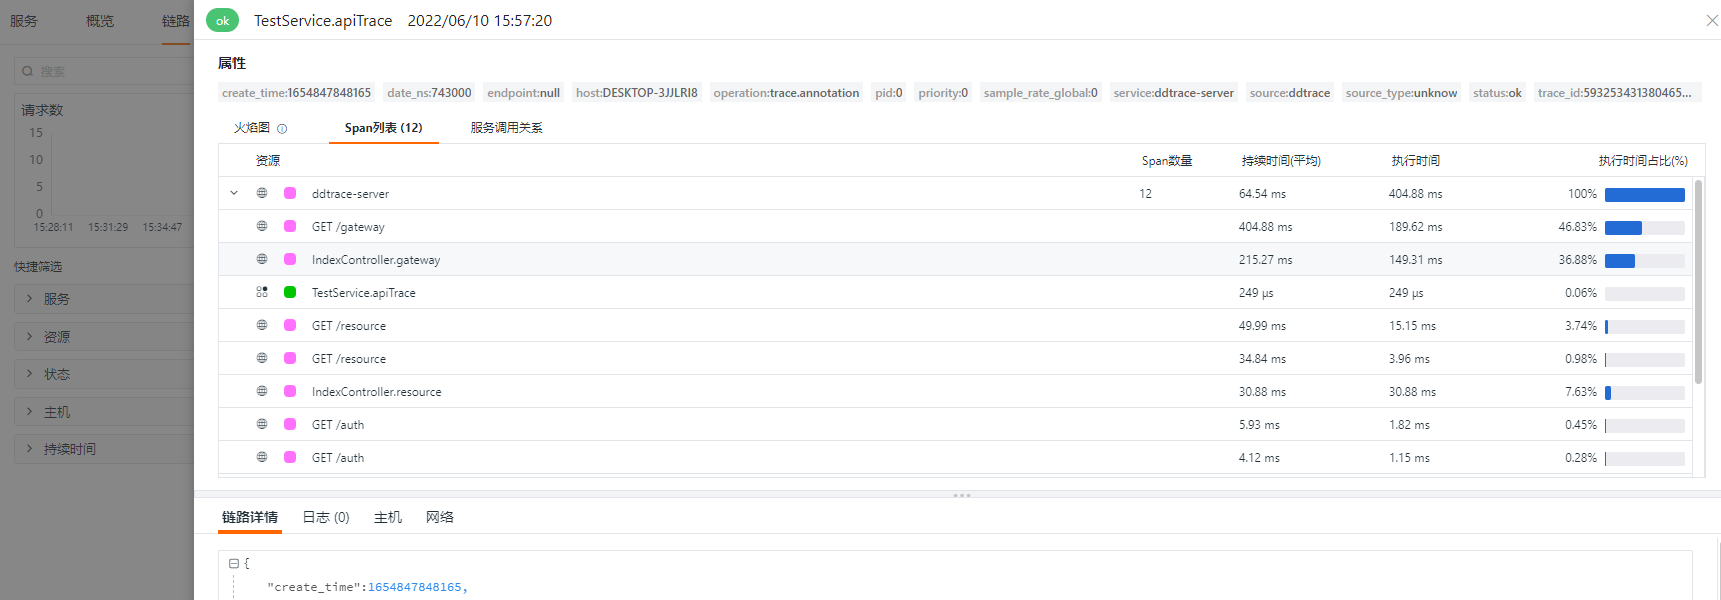 服务 概览 链路
搜索
请求数
15
10
5
0
15:28:11 15:31:29 15:34:47
快捷筛选
服务
资源
状态
主机
持续时间
ok TestService.apiTrace 2022/06/10 15:57:20
属性
create_time:1654847848165 date_ns:743000 endpoint:null host:DESKTOP-3JJLRI8 operation:trace.annotation pid:0 priority:0 sample_rate_global:0 service:ddtrace-server source:ddtrace source_type:unknow status:ok trace_id:593253431380465...
火焰图 Span列表 (12) 服务调用关系
资源 Span数量 持续时间(平均) 执行时间 执行时间占比(%)
ddtrace-server 12 64.54 ms 404.88 ms 100%
GET /gateway 404.88 ms 189.62 ms 46.83%
IndexController.gateway 215.27 ms 149.31 ms 36.88%
TestService.apiTrace 249 μs 249 μs 0.06%
GET /resource 49.99 ms 15.15 ms 3.74%
GET /resource 34.84 ms 3.96 ms 0.98%
IndexController.resource 30.88 ms 30.88 ms 7.63%
GET /auth 5.93 ms 1.82 ms 0.45%
GET /auth 4.12 ms 1.15 ms 0.28%
链路详情 日志 (0) 主机 网络
{
"create_time":1654847848165,